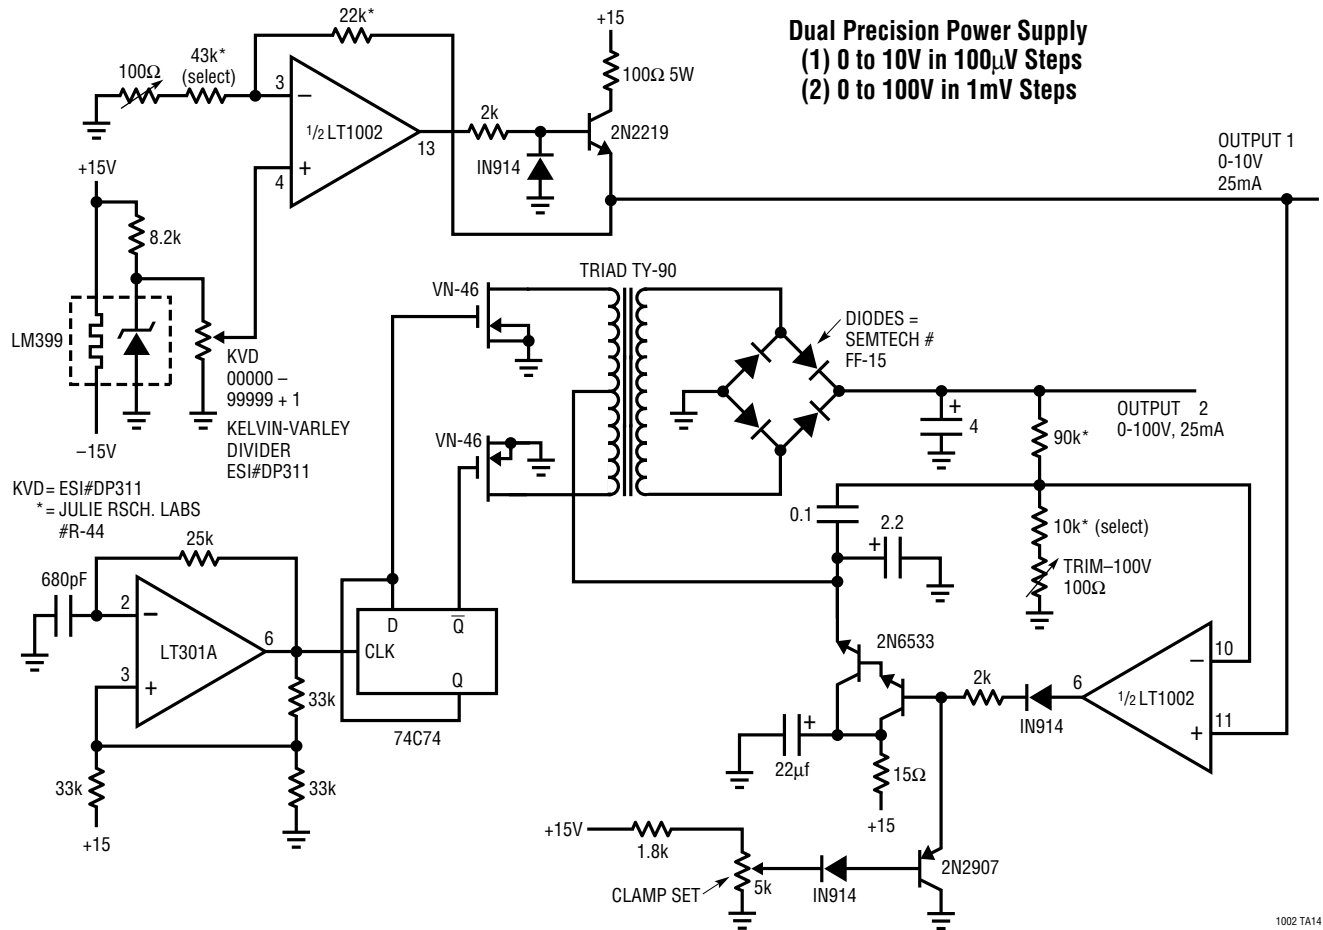 Dual Precision Power Supply
(1) 0 to 10V in 100μV Steps
(2) 0 to 100V in 1mV Steps
22k*
+15
43k*
(select)
100Ω
100Ω 5W
3
−
1/2 LT1002
13
2k
2N2219
IN914
+
4
OUTPUT 1
0-10V
25mA
+15V
8.2k
LM399
KVD
00000 –
99999 + 1
KELVIN-VARLEY
DIVIDER
ESI#DP311
–15V
TRIAD TY-90
VN-46
DIODES =
SEMTECH #
FF-15
OUTPUT 2
0-100V, 25mA
+
4
90k*
VN-46
KVD = ESI#DP311
* = JULIE RSCH. LABS
#R-44
0.1
2.2
+
10k* (select)
TRIM–100V
100Ω
25k
680pF
2
−
LT301A
6
3
+
D
Q
CLK
Q
74C74
33k
33k
33k
+15
2N6533
2k
6
IN914
10
−
1/2 LT1002
11
+
+
22μf
15Ω
+15
+15V
1.8k
5k
CLAMP SET
IN914
2N2907
1002 TA14